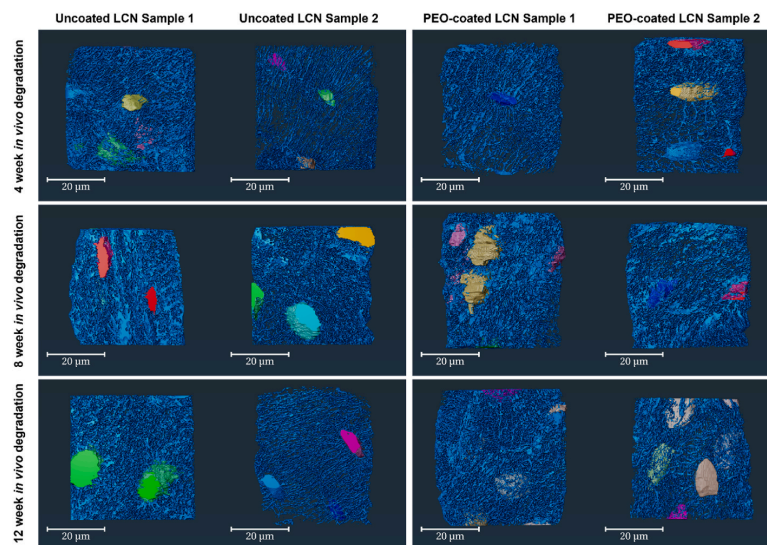 Uncoated LCN Sample 1
Uncoated LCN Sample 2
PEO-coated LCN Sample 1
PEO-coated LCN Sample 2
4 week in vivo degradation
20 µm
20 µm
20 µm
20 µm
8 week in vivo degradation
20 µm
20 µm
20 µm
20 µm
12 week in vivo degradation
20 µm
20 µm
20 µm
20 µm